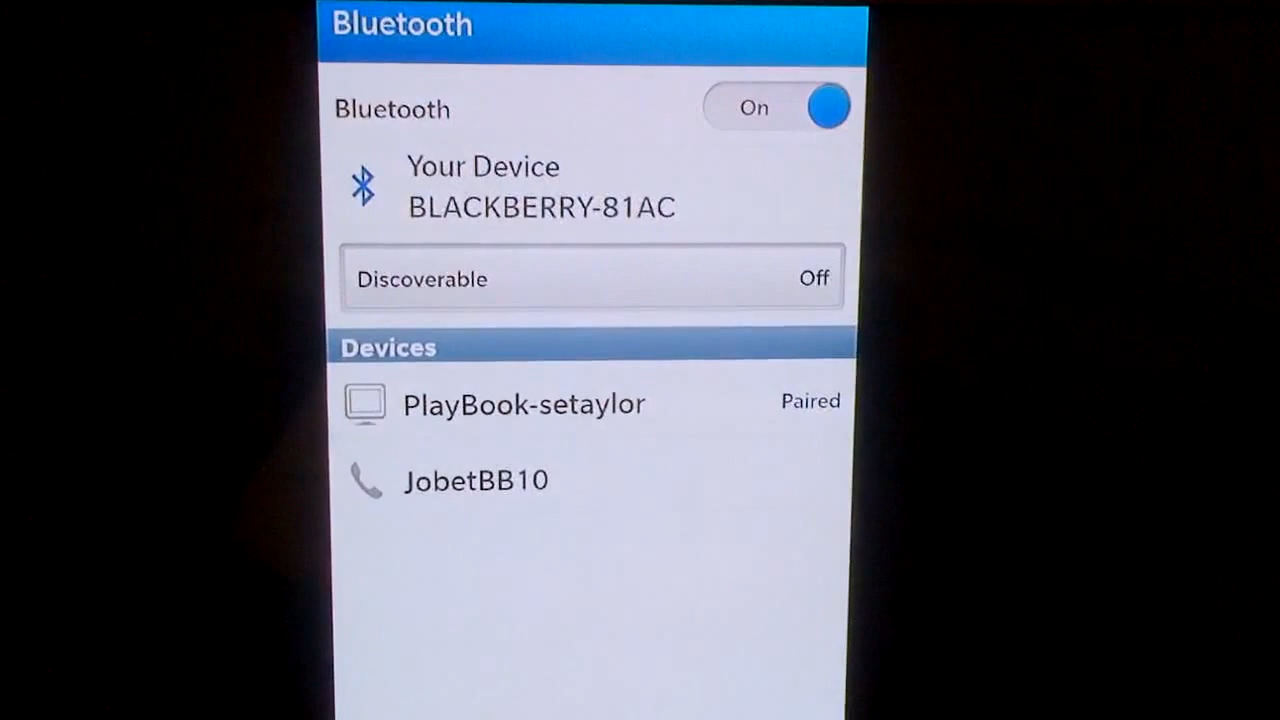 Bluetooth
Bluetooth On
Your Device
BLACKBERRY-81AC
Discoverable Off
Devices
PlayBook-setaylor Paired
JobetBB10